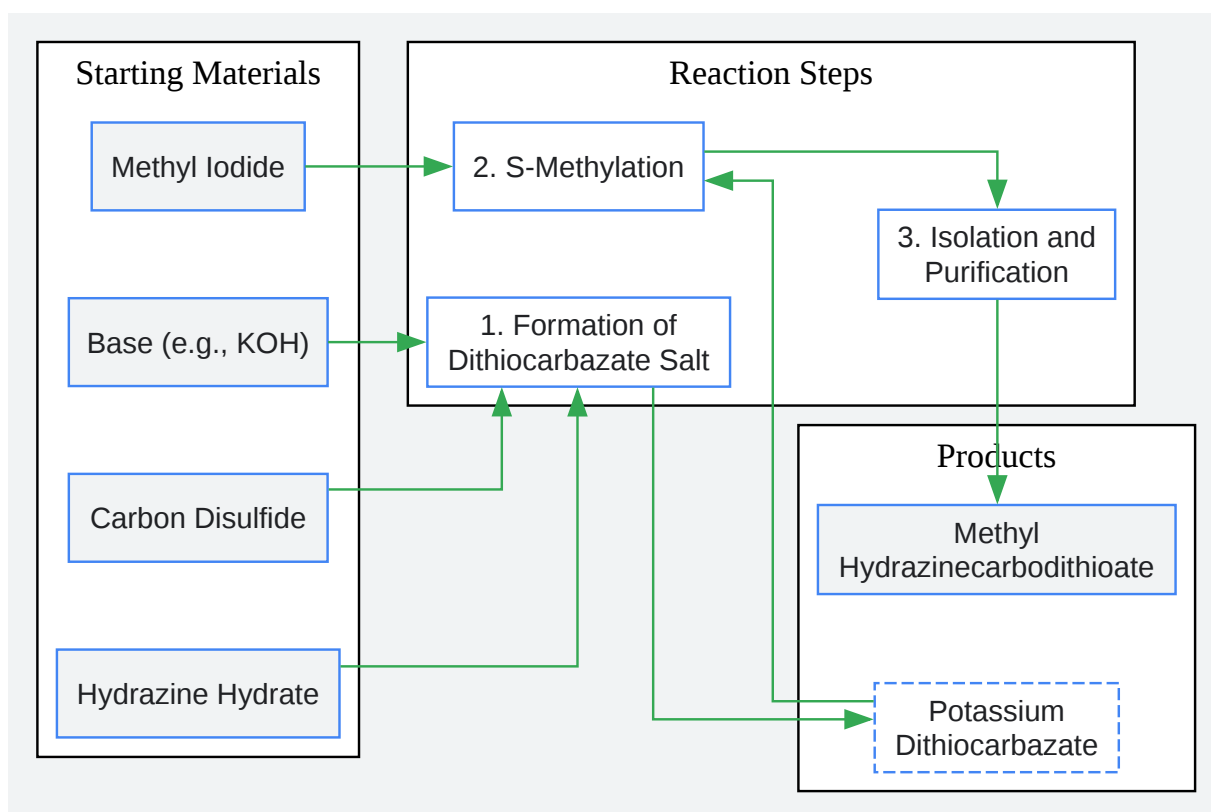 Starting Materials
Methyl Iodide
Base (e.g., KOH)
Carbon Disulfide
Hydrazine Hydrate
Reaction Steps
2. S-Methylation
3. Isolation and
Purification
1. Formation of
Dithiocarbazate Salt
Products
Methyl
Hydrazinecarbodithioate
Potassium
Dithiocarbazate